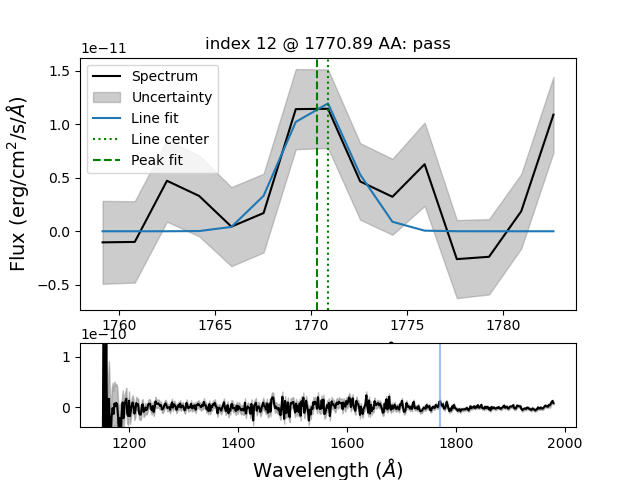 index 12 @ 1770.89 AA: pass
1e−11
Spectrum
Uncertainty
Line fit
Line center
Peak fit
1.5
1.0
0.5
0.0
−0.5
Flux (erg/cm²/s/Å)
1760 1765 1770 1775 1780
1e−10
1
0
1200 1400 1600 1800 2000
Wavelength (Å)